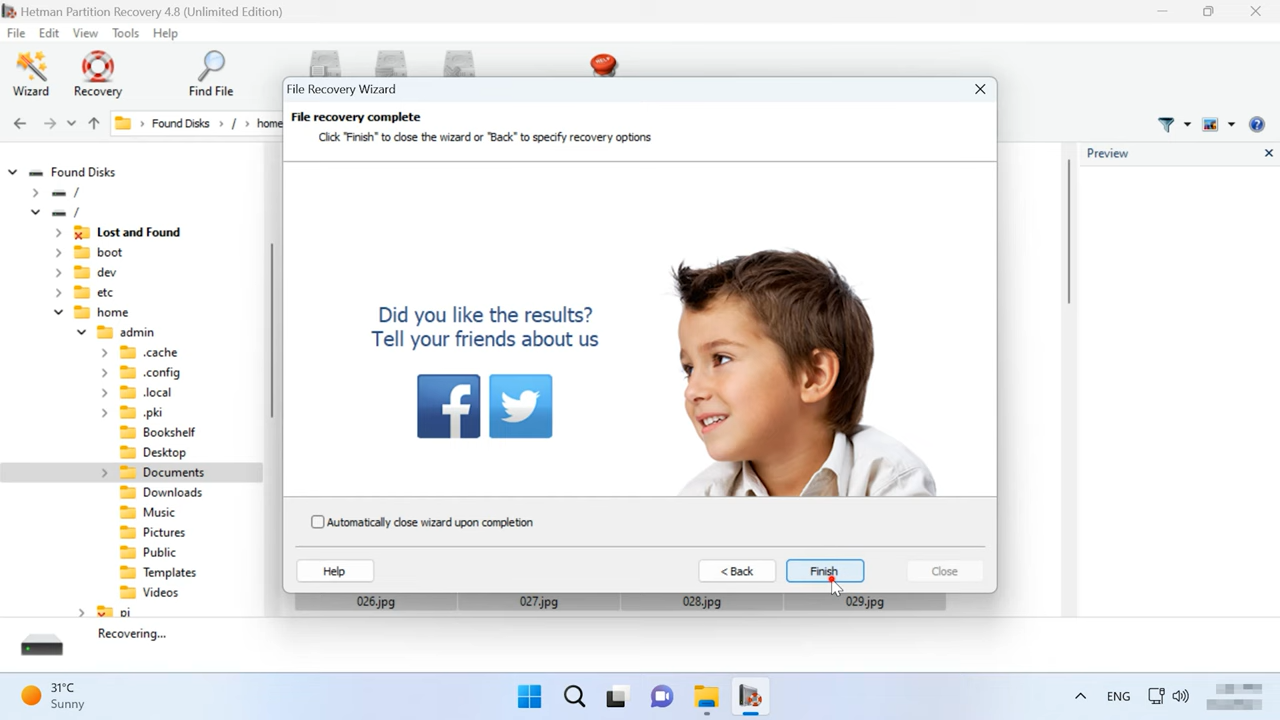 Hetman Partition Recovery 4.8 (Unlimited Edition)
File Edit View Tools Help
Wizard Recovery Find File
HELP
Found Disks / home
File Recovery Wizard
File recovery complete
Click "Finish" to close the wizard or "Back" to specify recovery options
Preview
Found Disks
/
/
Lost and Found
boot
dev
etc
home
admin
.cache
.config
.local
.pki
Bookshelf
Desktop
Documents
Downloads
Music
Pictures
Public
Templates
Videos
pi
Did you like the results?
Tell your friends about us
Automatically close wizard upon completion
Help < Back Finish Close
026.jpg 027.jpg 028.jpg 029.jpg
Recovering...
31°C
Sunny
ENG